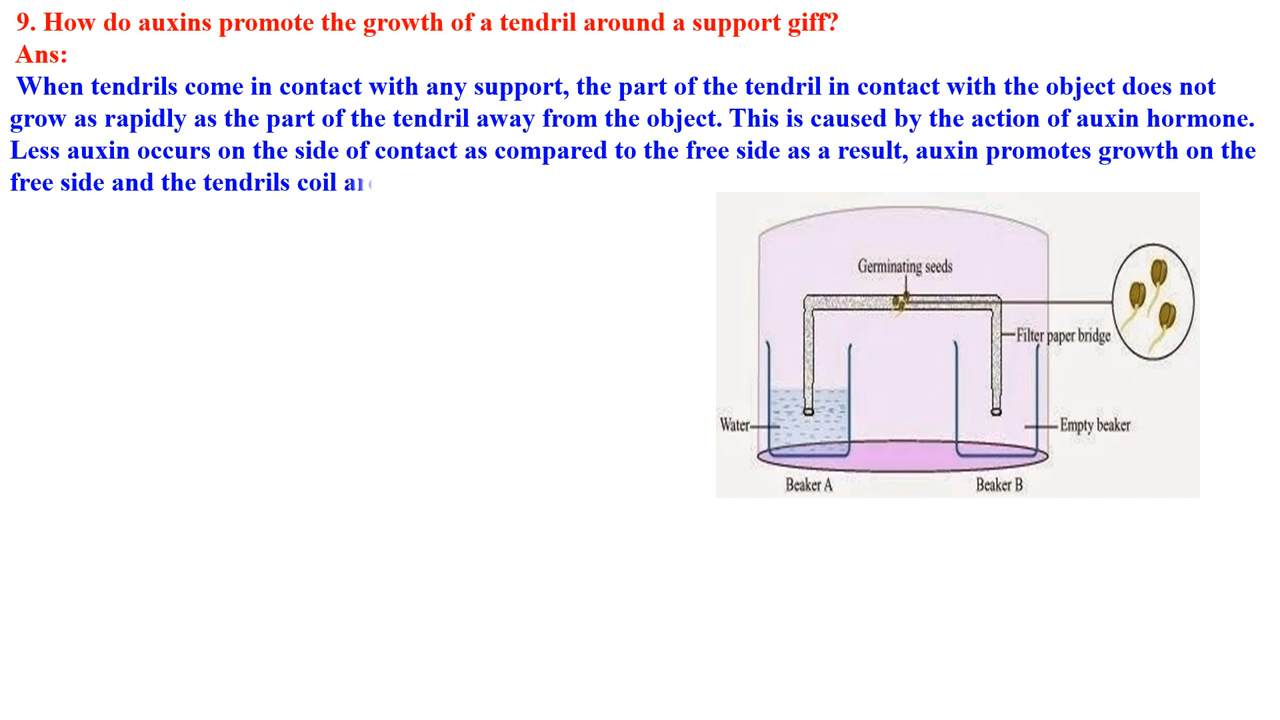 9. How do auxins promote the growth of a tendril around a support giff?
Ans:
When tendrils come in contact with any support, the part of the tendril in contact with the object does not
grow as rapidly as the part of the tendril away from the object. This is caused by the action of auxin hormone.
Less auxin occurs on the side of contact as compared to the free side as a result, auxin promotes growth on the
free side and the tendrils coil
Germinating seeds
Filter paper bridge
Water
Empty beaker
Beaker A
Beaker B